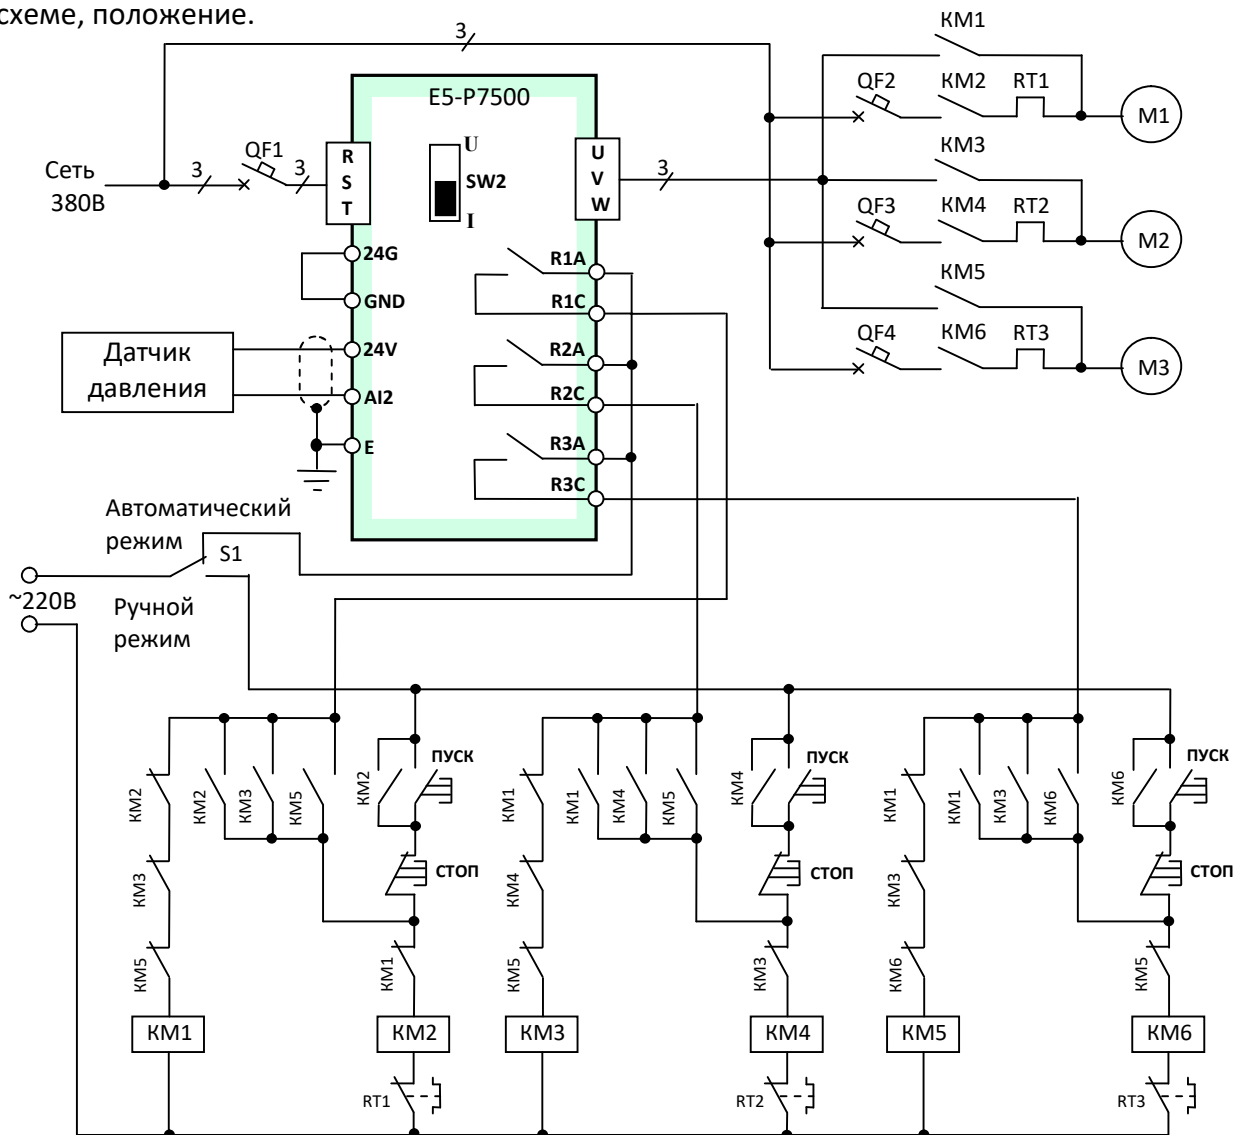 схеме, положение.
3
КМ1
QF2
КМ2
RT1
М1
E5-P7500
U
SW2
I
R
S
T
U
V
W
QF1
3
3
Сеть
380В
3
КМ3
QF3
КМ4
RT2
М2
КМ5
QF4
КМ6
RT3
М3
24G
GND
24V
AI2
E
R1A
R1C
R2A
R2C
R3A
R3C
Датчик
давления
Автоматический
режим
S1
~220В
Ручной
режим
КМ2
КМ2
КМ3
КМ5
КМ2
ПУСК
КМ1
КМ1
КМ4
КМ5
КМ4
ПУСК
КМ1
КМ1
КМ3
КМ6
КМ6
ПУСК
КМ3
СТОП
КМ4
СТОП
КМ3
СТОП
КМ5
КМ1
КМ5
КМ3
КМ6
КМ5
КМ1
КМ2
КМ3
КМ4
КМ5
КМ6
RT1
RT2
RT3